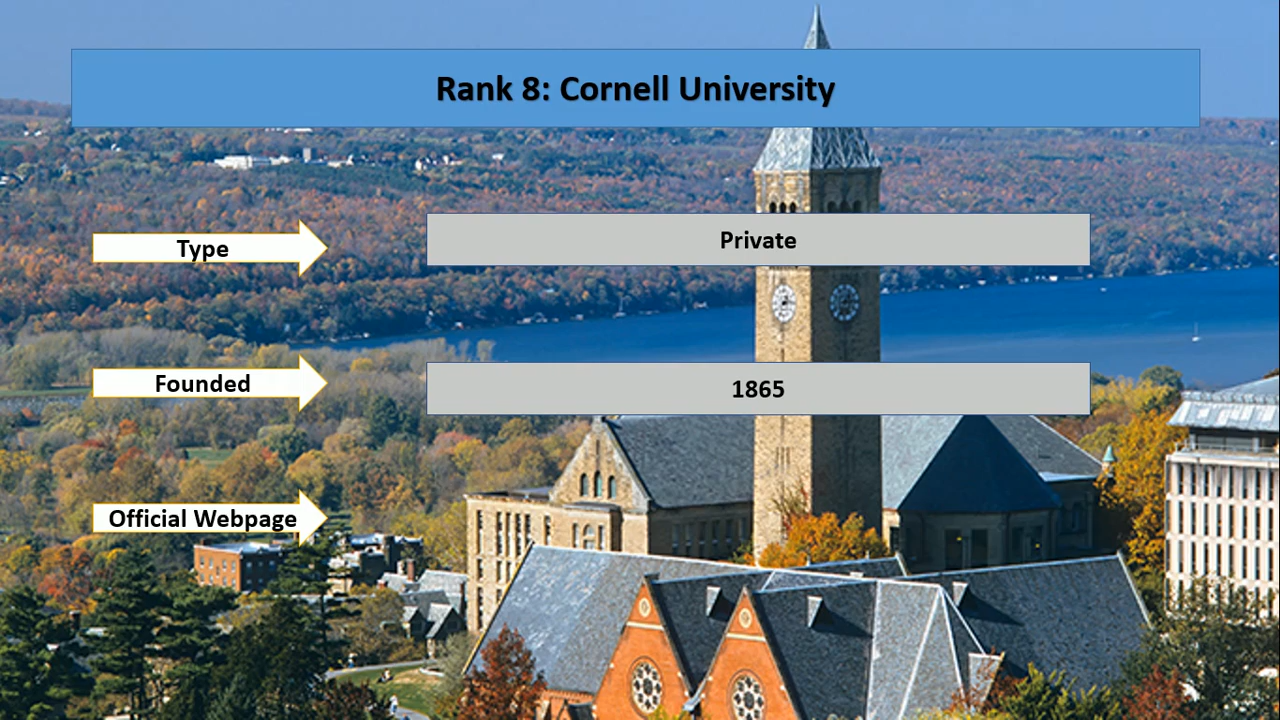 Rank 8: Cornell University
Type
Private
Founded
1865
Official Webpage